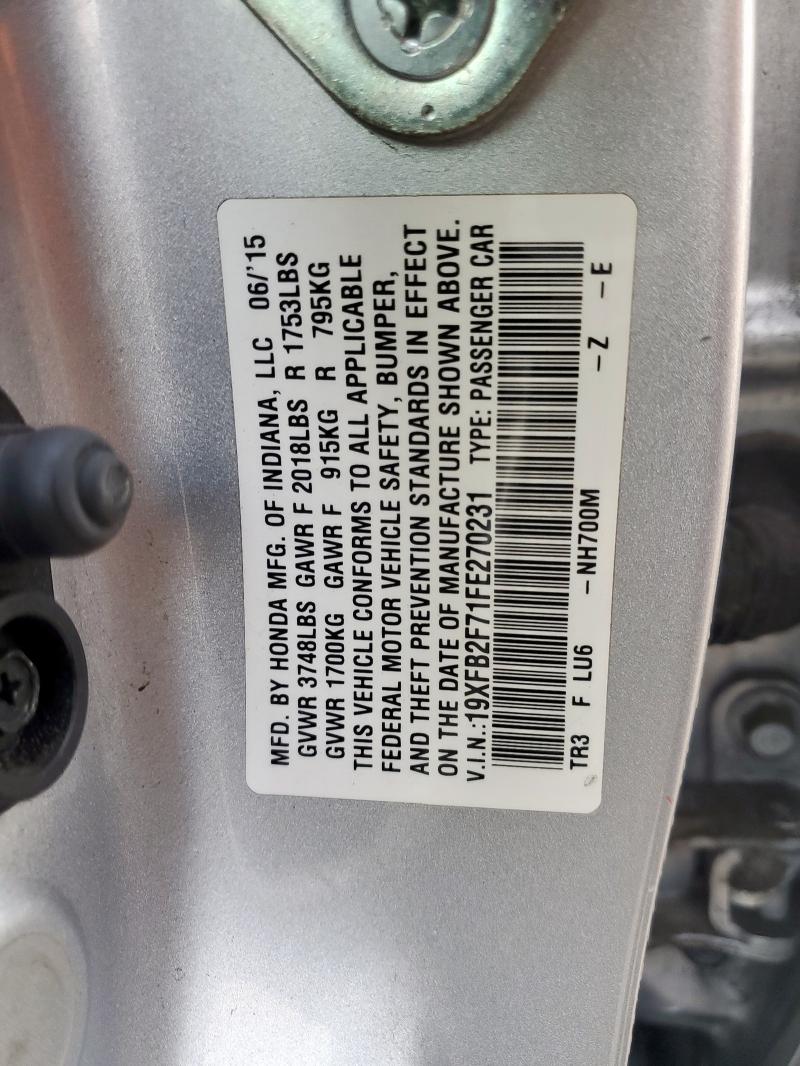 MFD. BY HONDA MFG. OF INDIANA, LLC 06/'15
GVWR 3748LBS GAWR F 2018LBS R 1753LBS
GVWR 1700KG GAWR F 915KG R 795KG
THIS VEHICLE CONFORMS TO ALL APPLICABLE
FEDERAL MOTOR VEHICLE SAFETY, BUMPER,
AND THEFT PREVENTION STANDARDS IN EFFECT
ON THE DATE OF MANUFACTURE SHOWN ABOVE.
V.I.N.:19XFB2F71FE270231 TYPE: PASSENGER CAR
TR3 F LU6 -NH700M -Z -E